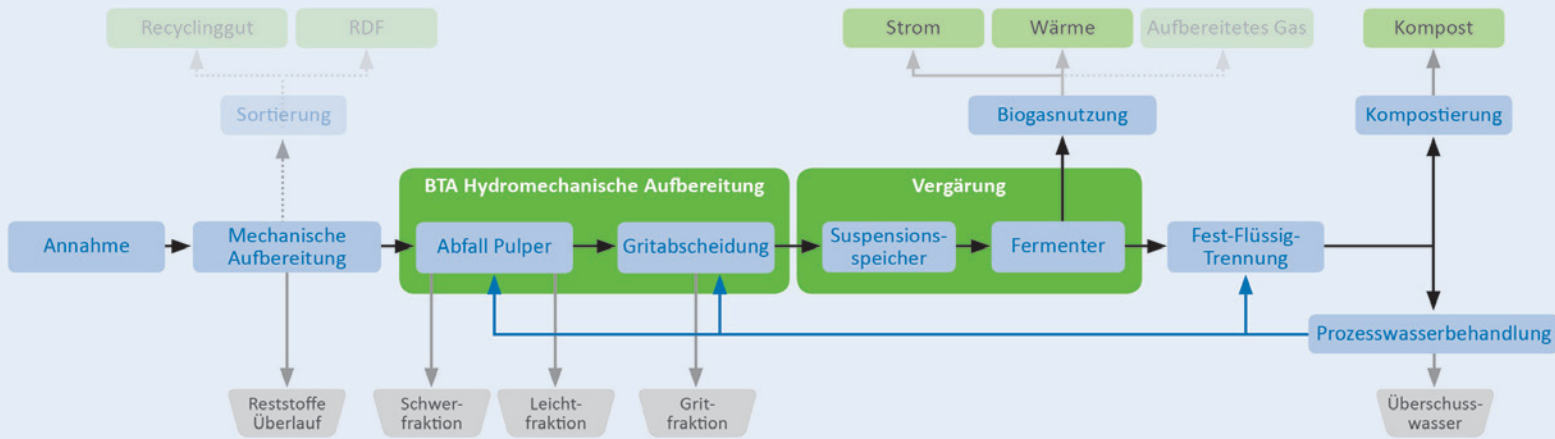 Recyclinggut
RDF
Strom
Wärme
Aufbereitetes Gas
Kompost
Sortierung
Biogasnutzung
Kompostierung
BTA Hydromechanische Aufbereitung
Vergärung
Annahme
Mechanische
Aufbereitung
Abfall Pulper
Gritabscheidung
Suspensions-
speicher
Fermenter
Fest-Flüssig-
Trennung
Prozesswasserbehandlung
Reststoffe
Überlauf
Schwer-
fraktion
Leicht-
fraktion
Grit-
fraktion
Überschuss-
wasser